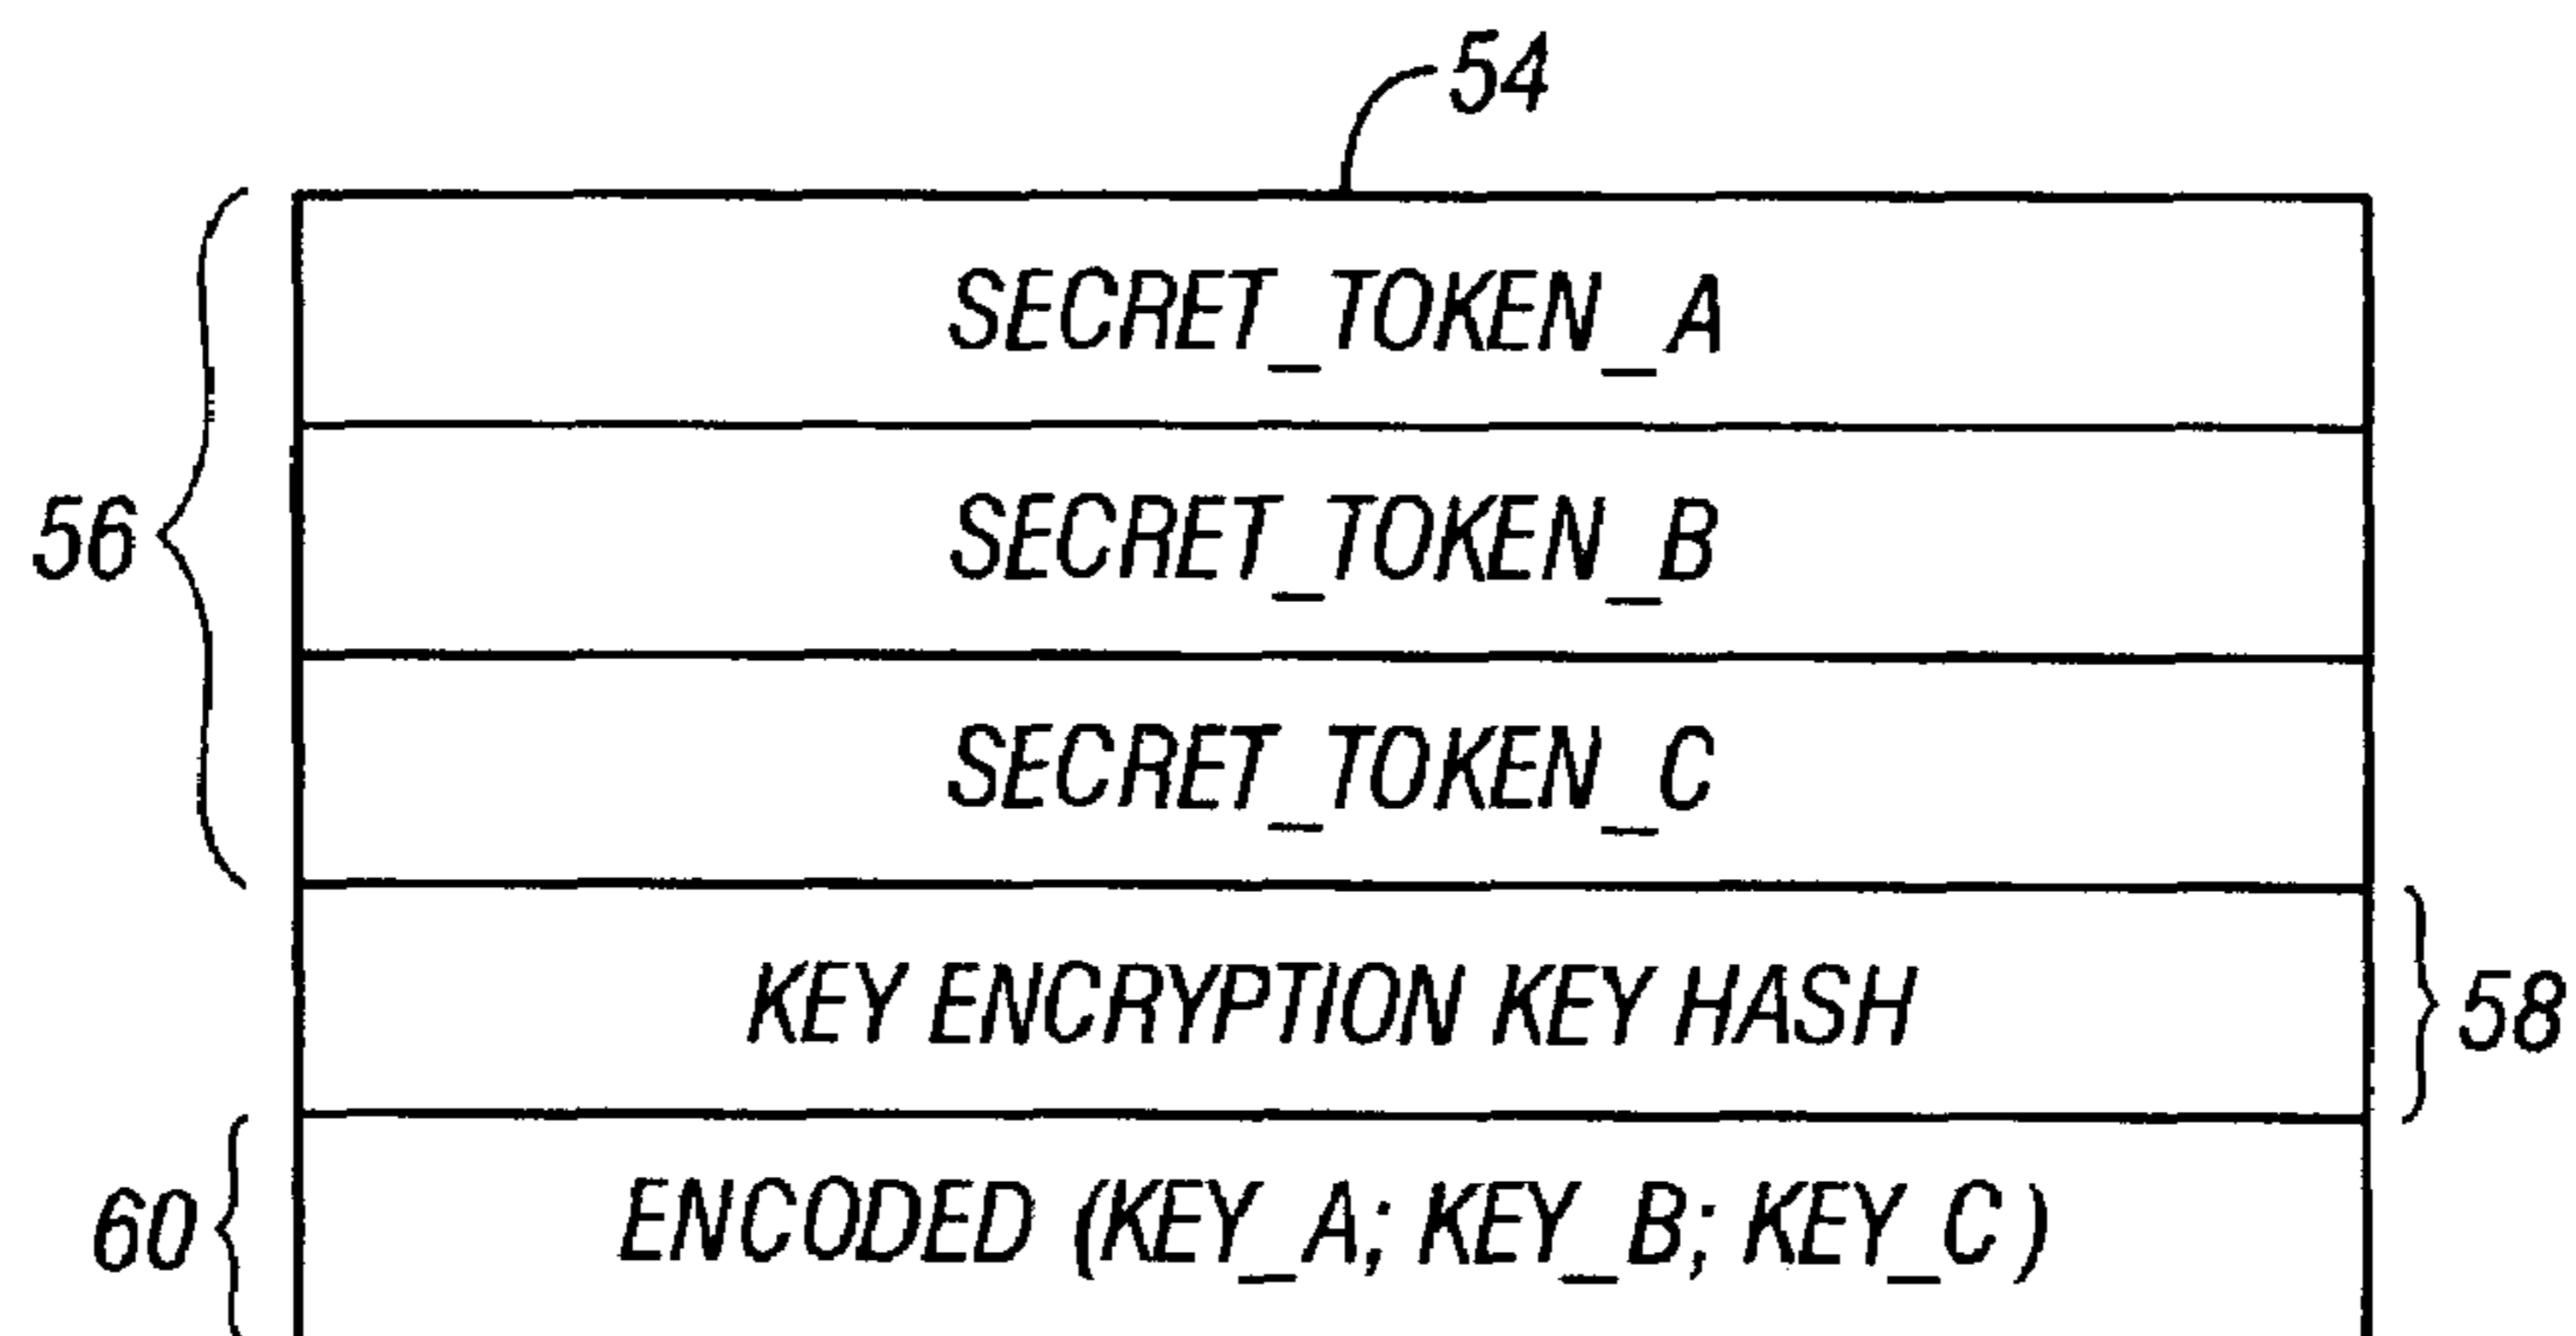 54
SECRET_TOKEN_A
56
SECRET_TOKEN_B
SECRET_TOKEN_C
KEY ENCRYPTION KEY HASH
58
60
ENCODED (KEY_A; KEY_B; KEY_C)